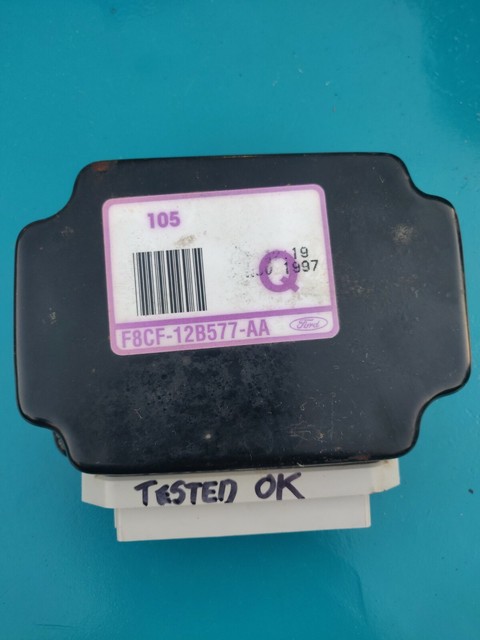 105
19
1997
Q
F8CF-12B577-AA
Ford
TESTED OK